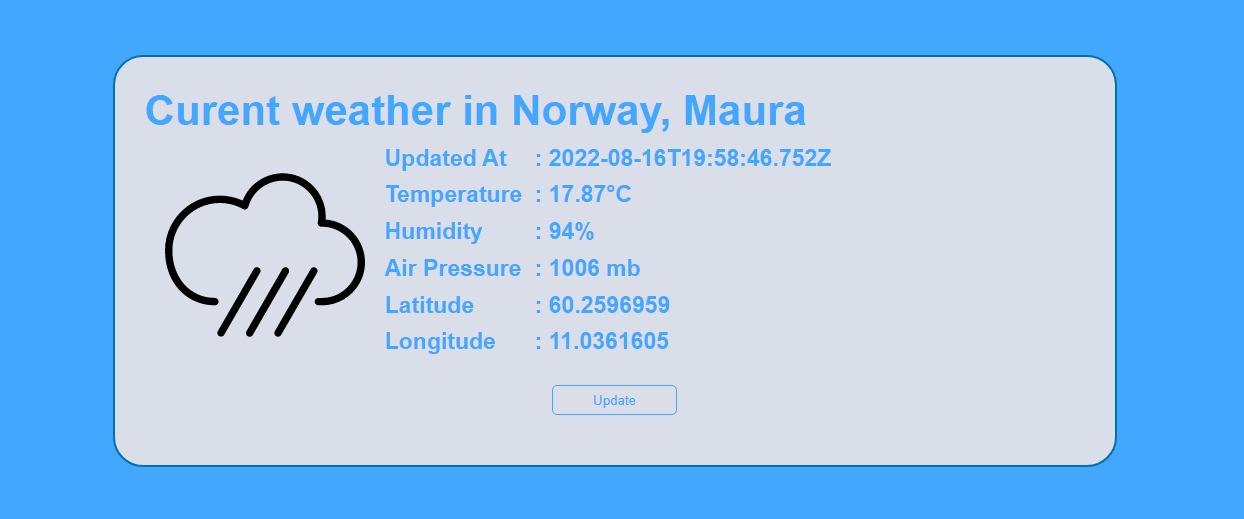 Curent weather in Norway, Maura
Updated At : 2022-08-16T19:58:46.752Z
Temperature : 17.87°C
Humidity : 94%
Air Pressure : 1006 mb
Latitude : 60.2596959
Longitude : 11.0361605
Update